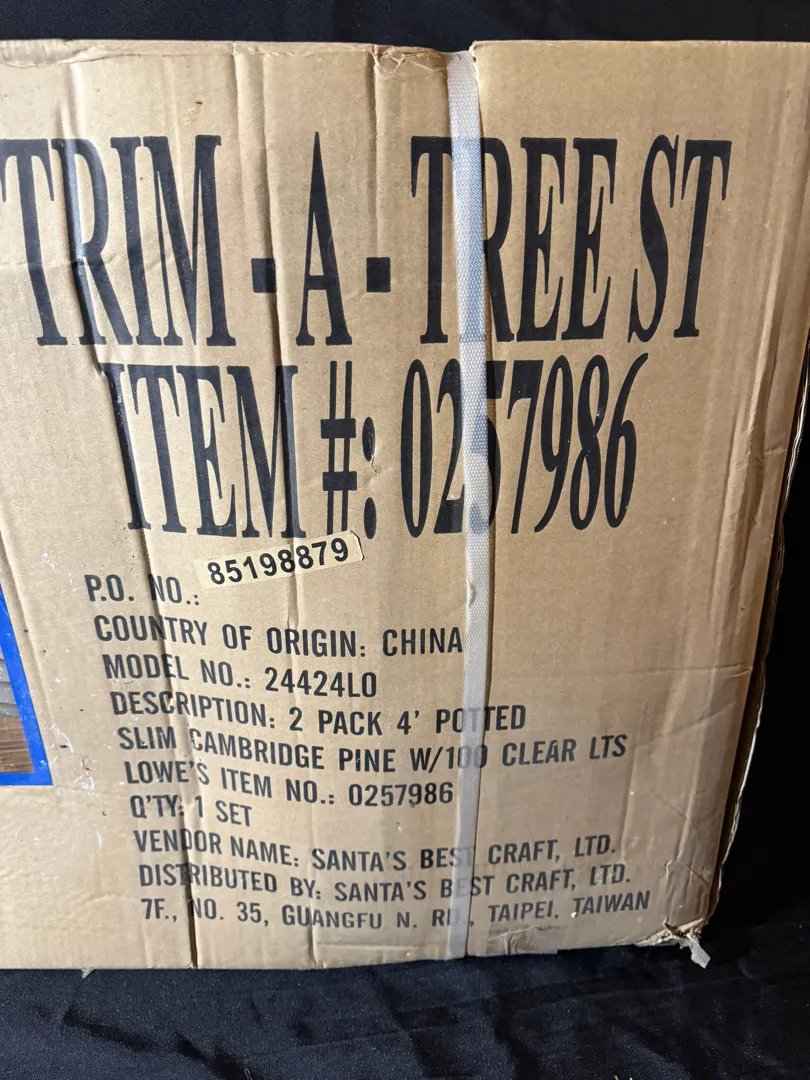 TRIM-A-TREE ST
ITEM #: 0257986
P.O. NO.: 85198879
COUNTRY OF ORIGIN: CHINA
MODEL NO.: 24424LO
DESCRIPTION: 2 PACK 4' POTTED
SLIM CAMBRIDGE PINE W/100 CLEAR LTS
LOWE'S ITEM NO.: 0257986
Q'TY: 1 SET
VENDOR NAME: SANTA'S BEST CRAFT, LTD.
DISTRIBUTED BY: SANTA'S BEST CRAFT, LTD.
7F., NO. 35, GUANGFU N. RD., TAIPEI, TAIWAN